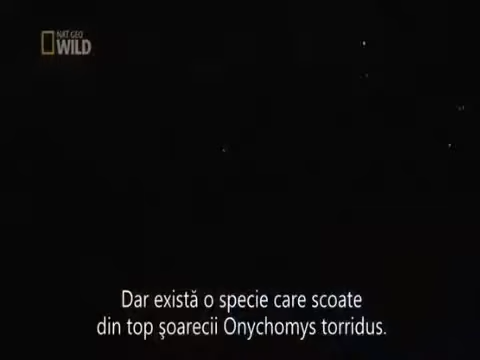 NAT GEO
WILD
Dar există o specie care scoate
din top şoarecii Onychomys torridus.